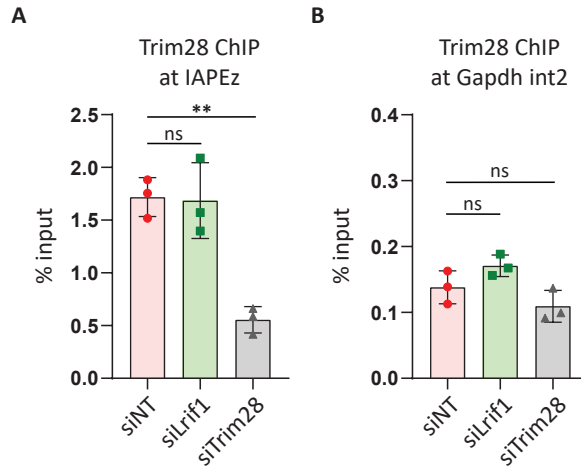 A
Trim28 ChIP
at IAPEz
**
ns
2.5
2.0
1.5
1.0
0.5
0.0
% input
siNT
siLrif1
siTrim28
B
Trim28 ChIP
at Gapdh int2
ns
ns
0.4
0.3
0.2
0.1
0.0
% input
siNT
siLrif1
siTrim28